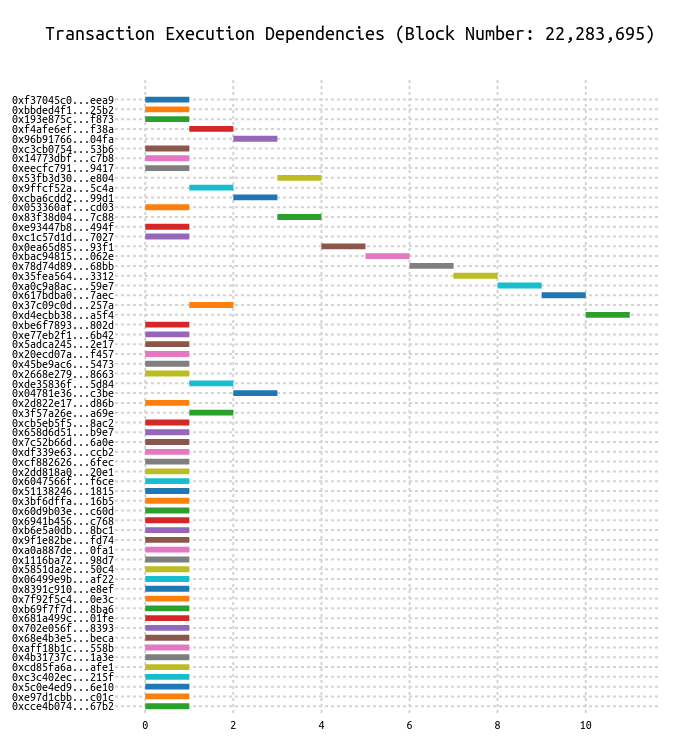 Transaction Execution Dependencies (Block Number: 22,283,695)
0xf37045c0...eea9
0xbbded4f1...25b2
0x193e875c...f873
0xf4afe6ef...f38a
0x96b91766...04fa
0xc3cb0754...53b6
0x14773dbf...c7b8
0xeecfc791...9417
0x53fb3d30...e804
0x9ffcf52a...5c4a
0xcba6cdd2...99d1
0x053360af...cd03
0x83f38d04...7c88
0xe93447b8...494f
0xc1c57d1d...7027
0x0ea65d85...93f1
0xbac94815...062e
0x78d74d89...68bb
0x35fea564...3312
0xa0c9a8ac...59e7
0x617bdba0...7aec
0x37c09c0d...257a
0xd4ecbb38...a5f4
0xbe6f7893...802d
0xe77eb2f1...6b42
0x5adca245...2e17
0x20ecd07a...f457
0x45be9ac6...5473
0x2668e279...8663
0xde35836f...5d84
0x04781e36...c3be
0x2d822e17...d86b
0x3f57a26e...a69e
0xcb5eb5f5...8ac2
0x658d6d51...b9e7
0x7c52b66d...6a0e
0xdf339e63...ccb2
0xcf882626...6fec
0x2dd818a0...20e1
0x6047566f...f6ce
0x51138246...1815
0x3bf6dffa...16b5
0x60d9b03e...c60d
0x6941b456...c768
0xb6e5a0db...8bc1
0x9f1e82be...fd74
0xa0a887de...0fa1
0x1116ba72...98d7
0x5851da2e...50c4
0x06499e9b...af22
0x8391c910...e8ef
0x7f92f5c4...0e3c
0xb69f7f7d...8ba6
0x681a499c...01fe
0x702e056f...8393
0x68e4b3e5...beca
0xaff18b1c...558b
0x4b31737c...1a3e
0xcd85fa6a...afe1
0xc3c402ec...215f
0x5c0e4ed9...6e10
0xe97d1cbb...c01c
0xcce4b074...67b2
0 2 4 6 8 10